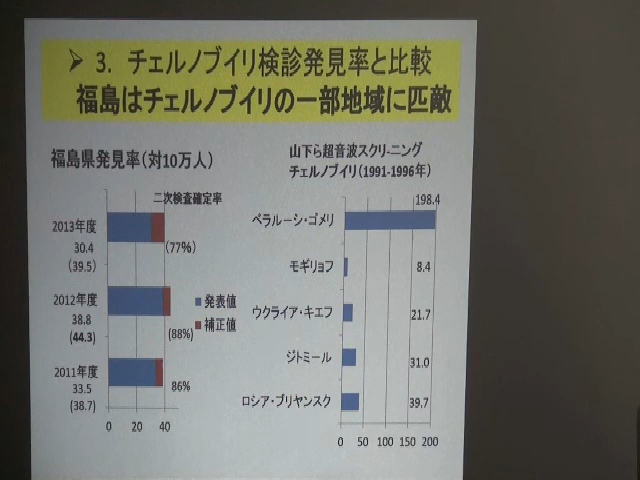 ➢ 3. チェルノブイリ検診発見率と比較
福島はチェルノブイリの一部地域に匹敵
福島県発見率(対10万人)
二次検査確定率
2013年度
30.4
(39.5)
(77%)
2012年度
38.8
(44.3)
(88%)
2011年度
33.5
(38.7)
86%
発表値
補正値
0 20 40
山下ら超音波スクリーニング
チェルノブイリ(1991-1996年)
198.4
ベラルーシ・ゴメリ
モギリョフ 8.4
ウクライア・キエフ 21.7
ジトミール 31.0
ロシア・ブリヤンスク 39.7
0 50 100 150 200